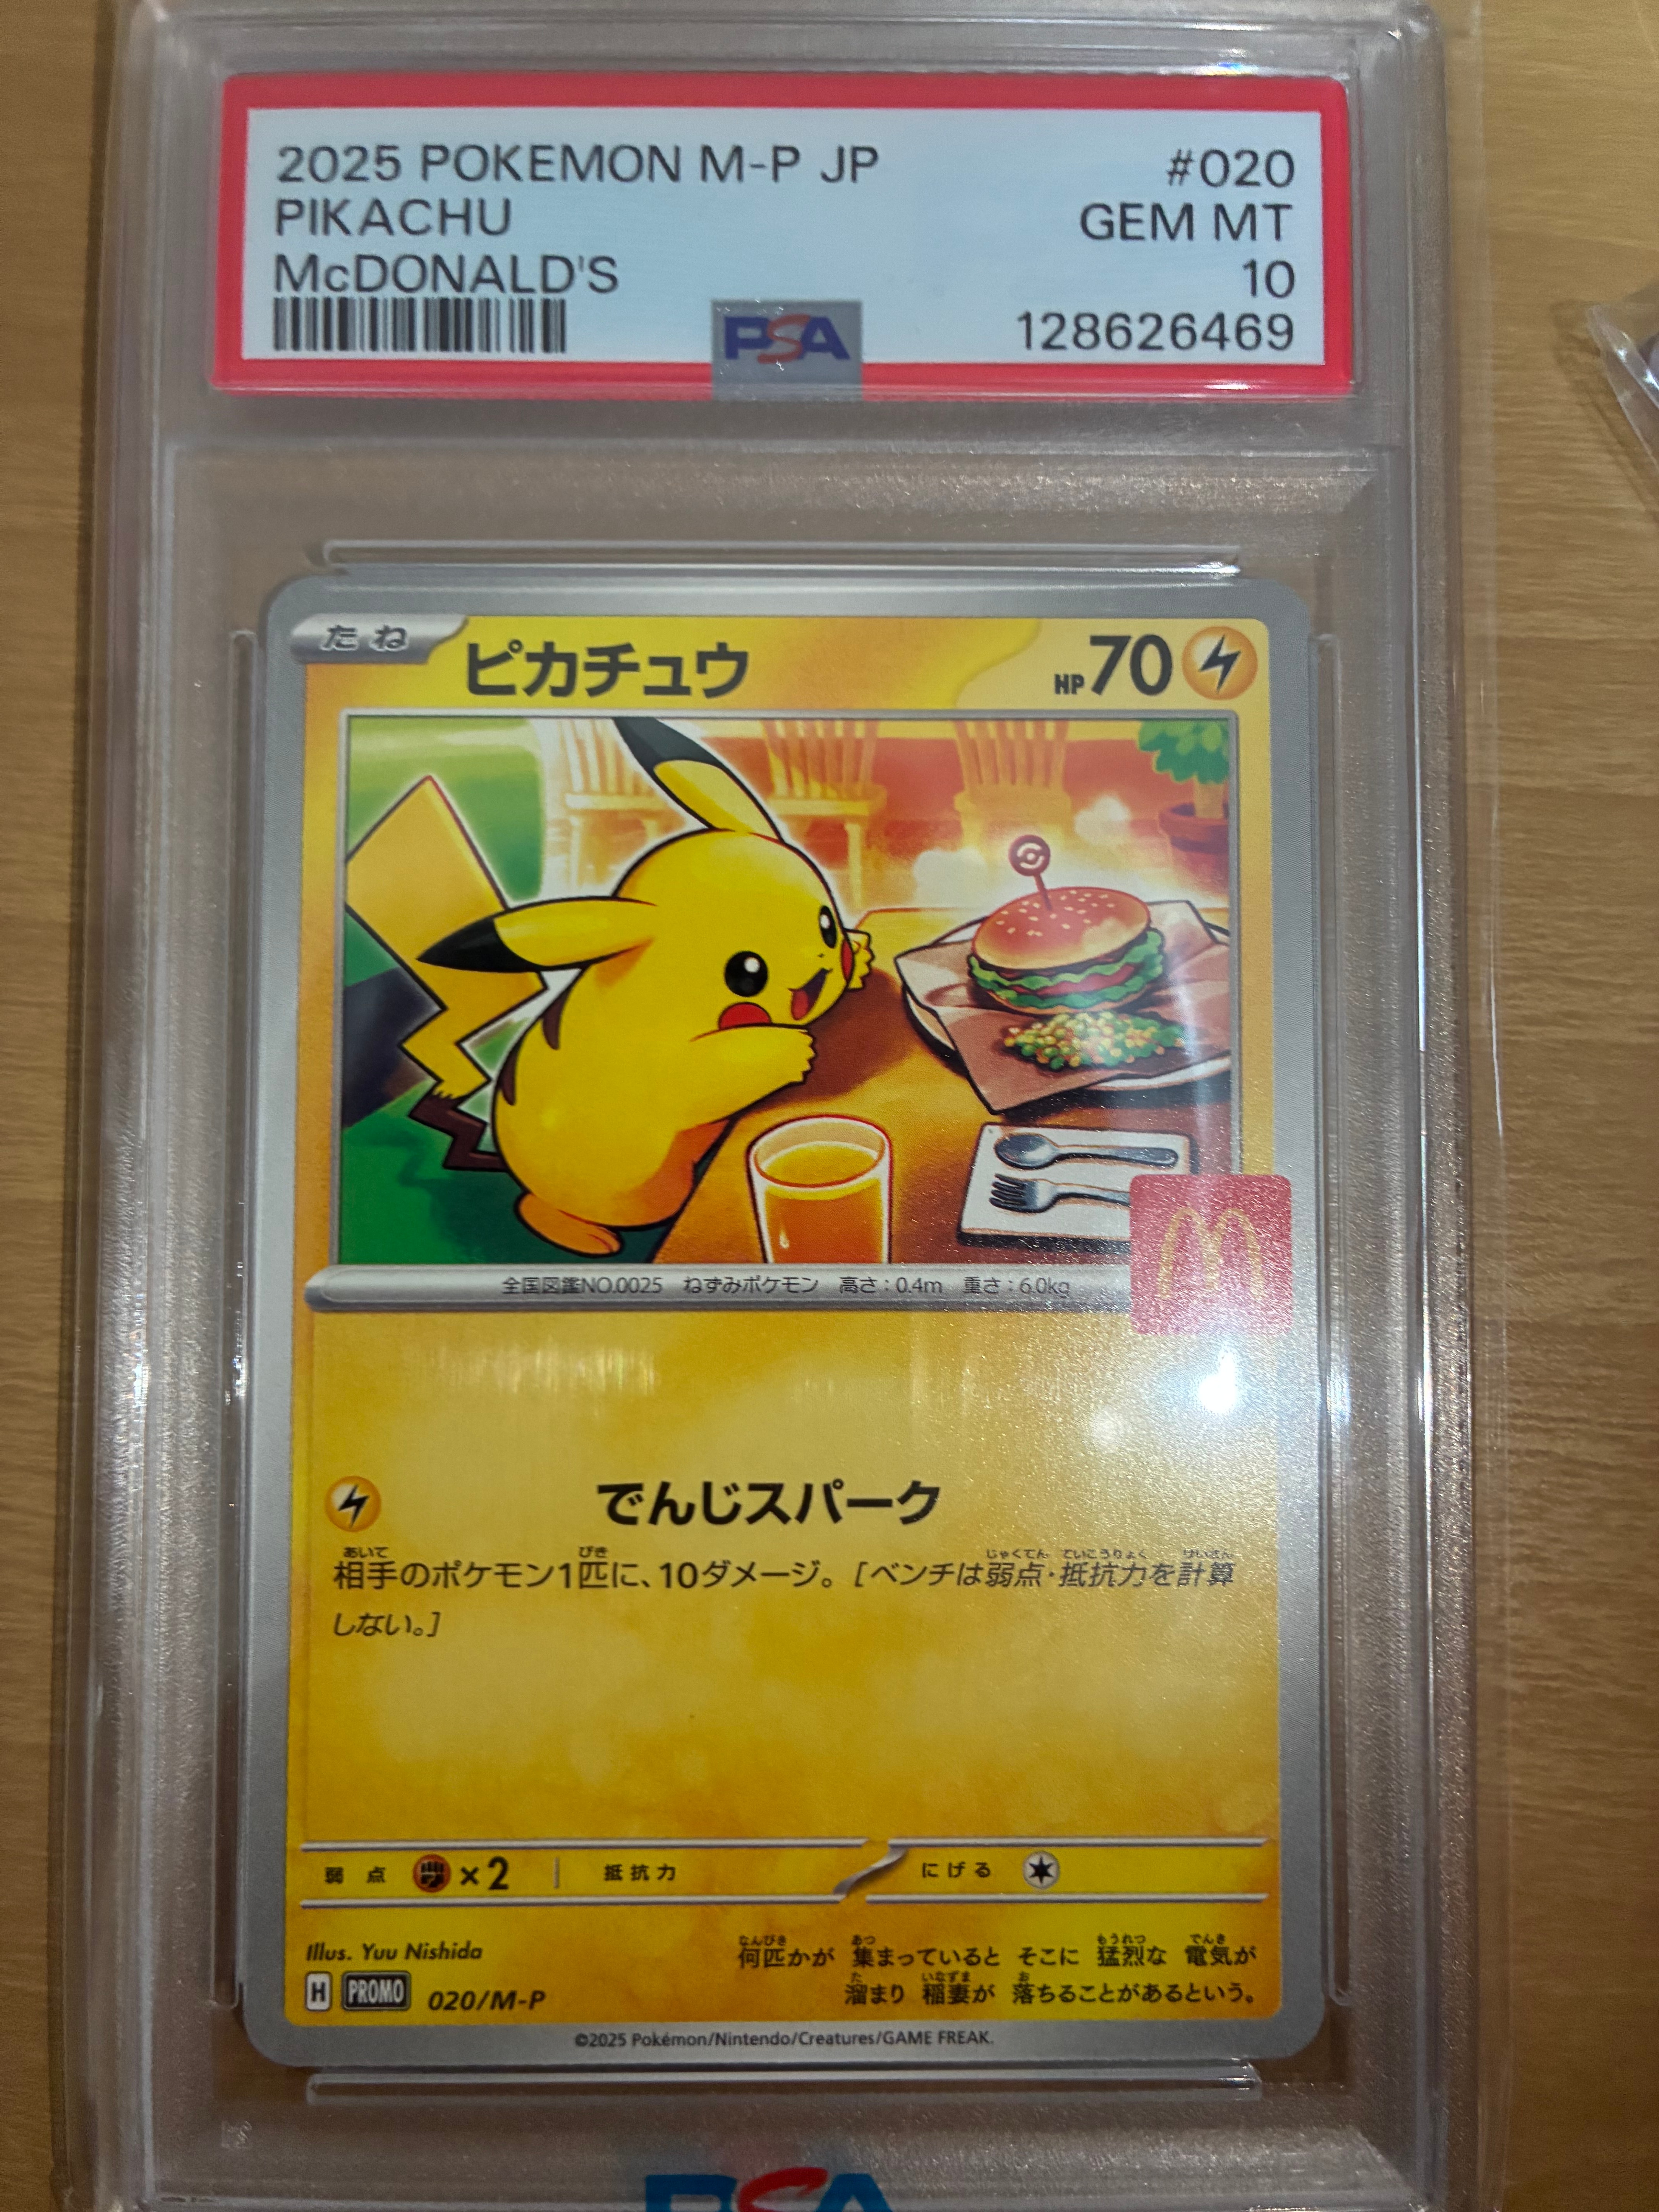 2025 POKEMON M-P JP #020
PIKACHU GEM MT
McDONALD'S 10
PSA 128626469
たね ピカチュウ HP70
全国図鑑NO.0025 ねずみポケモン 高さ:0.4m 重さ:6.0kg
でんじスパーク
相手のポケモン1匹に、10ダメージ。[ベンチは弱点・抵抗力を計算
しない。]
弱点 ×2 抵抗力 にげる
Illus. Yuu Nishida
何匹かが 集まっていると そこに 猛烈な 電気が
H PROMO 020/M-P
溜まり 稲妻が 落ちることがあるという。
©2025 Pokémon/Nintendo/Creatures/GAME FREAK.
PSA